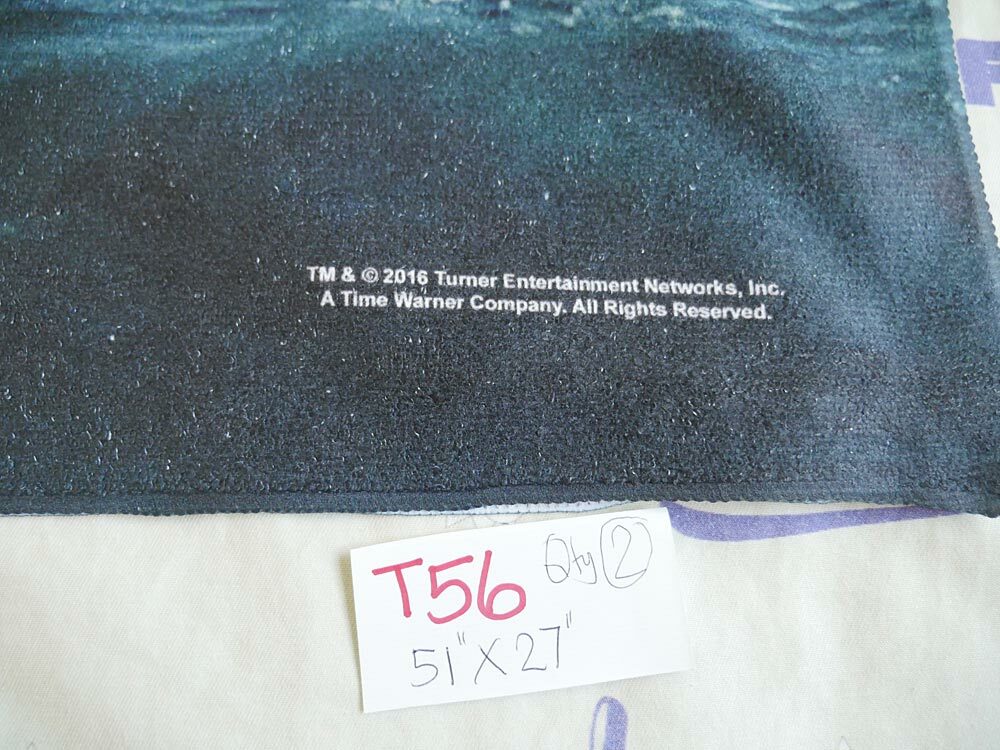 TM & © 2016 Turner Entertainment Networks, Inc.
A Time Warner Company. All Rights Reserved.
T56 Qty 2
51" X 27"